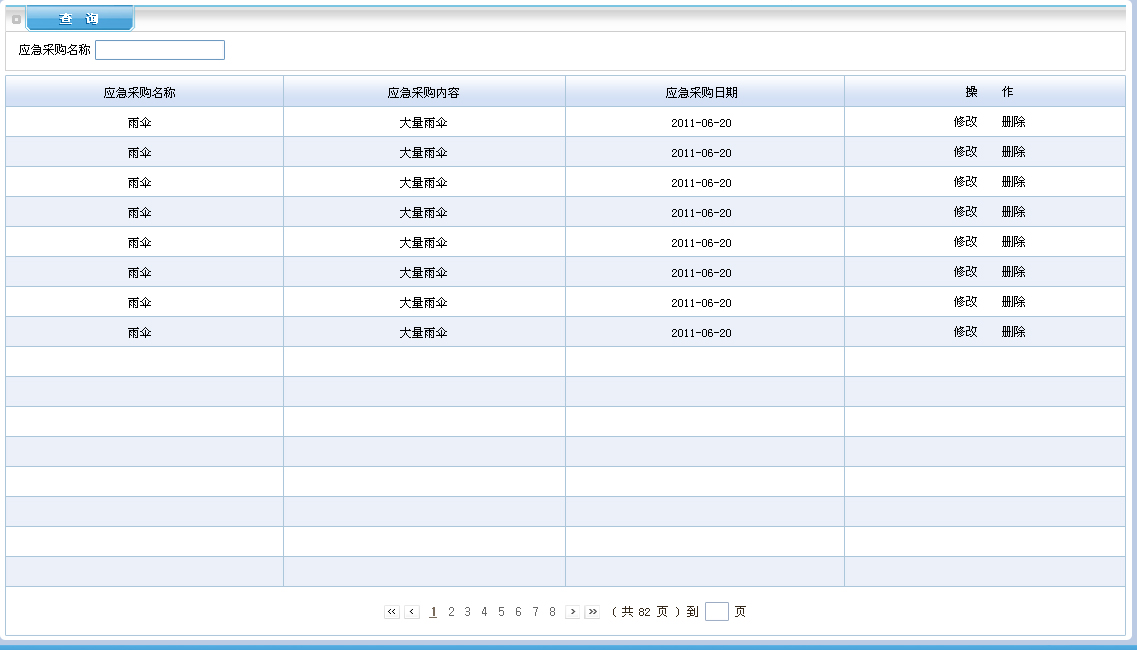 查 询
应急采购名称
应急采购名称 应急采购内容 应急采购日期 操 作
雨伞 大量雨伞 2011-06-20 修改 删除
雨伞 大量雨伞 2011-06-20 修改 删除
雨伞 大量雨伞 2011-06-20 修改 删除
雨伞 大量雨伞 2011-06-20 修改 删除
雨伞 大量雨伞 2011-06-20 修改 删除
雨伞 大量雨伞 2011-06-20 修改 删除
雨伞 大量雨伞 2011-06-20 修改 删除
雨伞 大量雨伞 2011-06-20 修改 删除
« ‹ 1 2 3 4 5 6 7 8 › » ( 共 82 页 ) 到 页